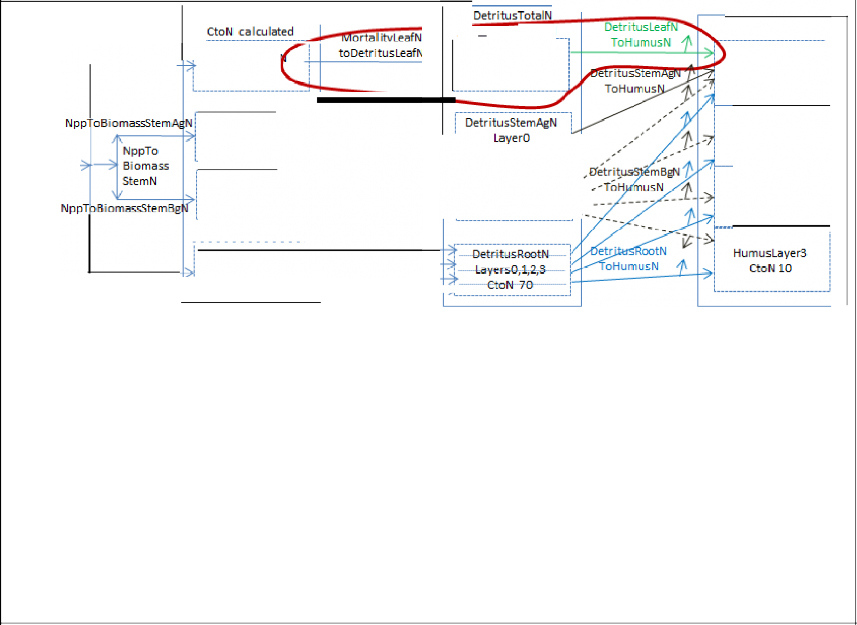 DetritusTotalN
CtoN calculated
MortalityLeafN
toDetritusLeafN
DetritusLeafN
ToHumusN
N
DetritusStemAgN
ToHumusN
NppToBiomassStemAgN
DetritusStemAgN
Layer0
NppTo
Biomass
StemN
DetritusStemBgN
ToHumusN
NppToBiomassStemBgN
DetritusRootN
Layers0,1,2,3
CtoN 70
DetritusRootN
ToHumusN
HumusLayer3
CtoN 10